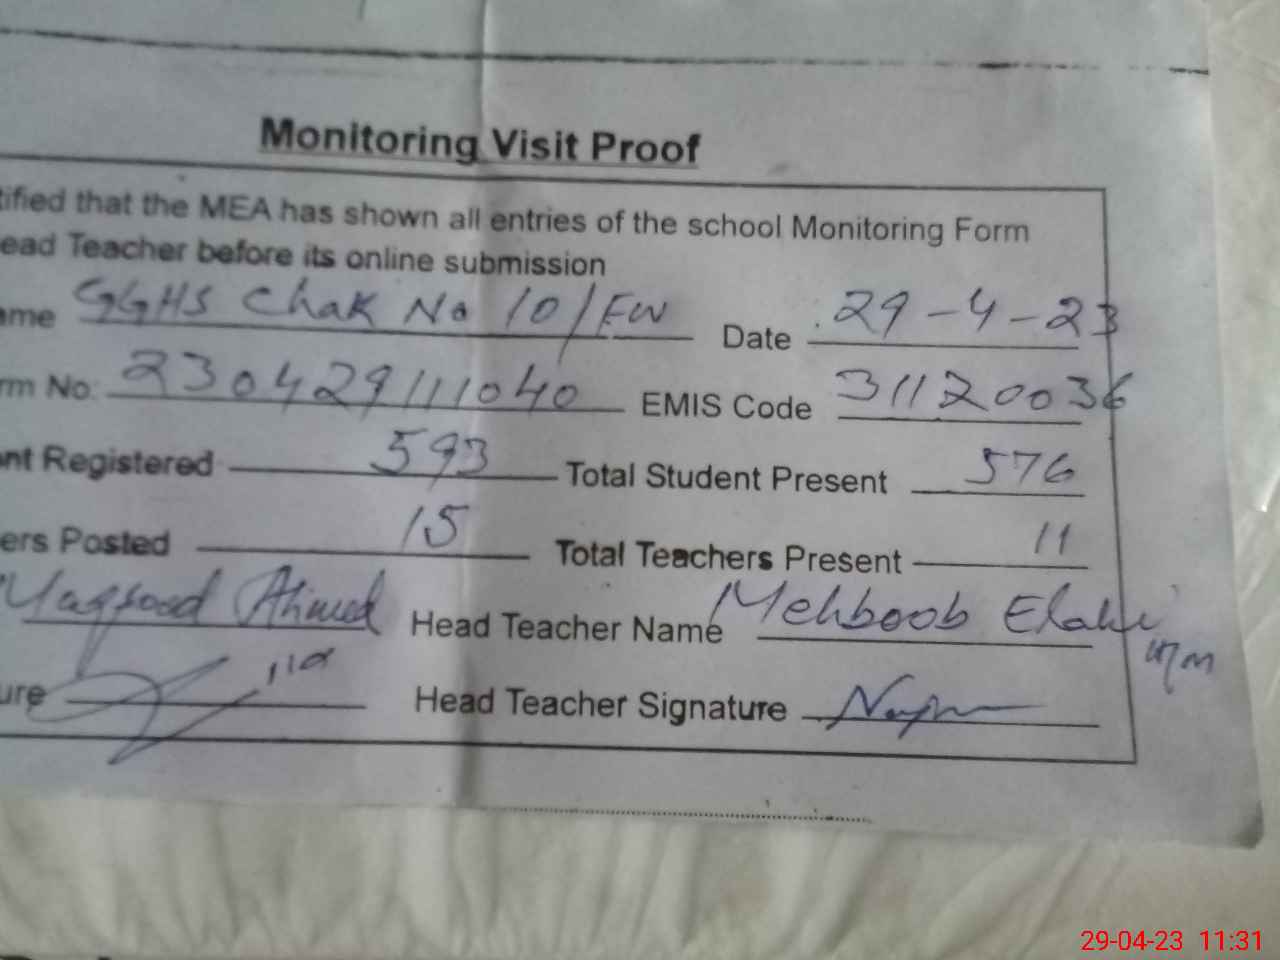 Monitoring Visit Proof
tified that the MEA has shown all entries of the school Monitoring Form
ead Teacher before its online submission
ame GGHS Chak No 10/FW Date 29-4-23
rm No: 230429111040 EMIS Code 31120036
nt Registered 593 Total Student Present 576
ers Posted 15 Total Teachers Present 11
Maqsood Ahmed Head Teacher Name Mehboob Elahi
ure Head Teacher Signature
29-04-23 11:31